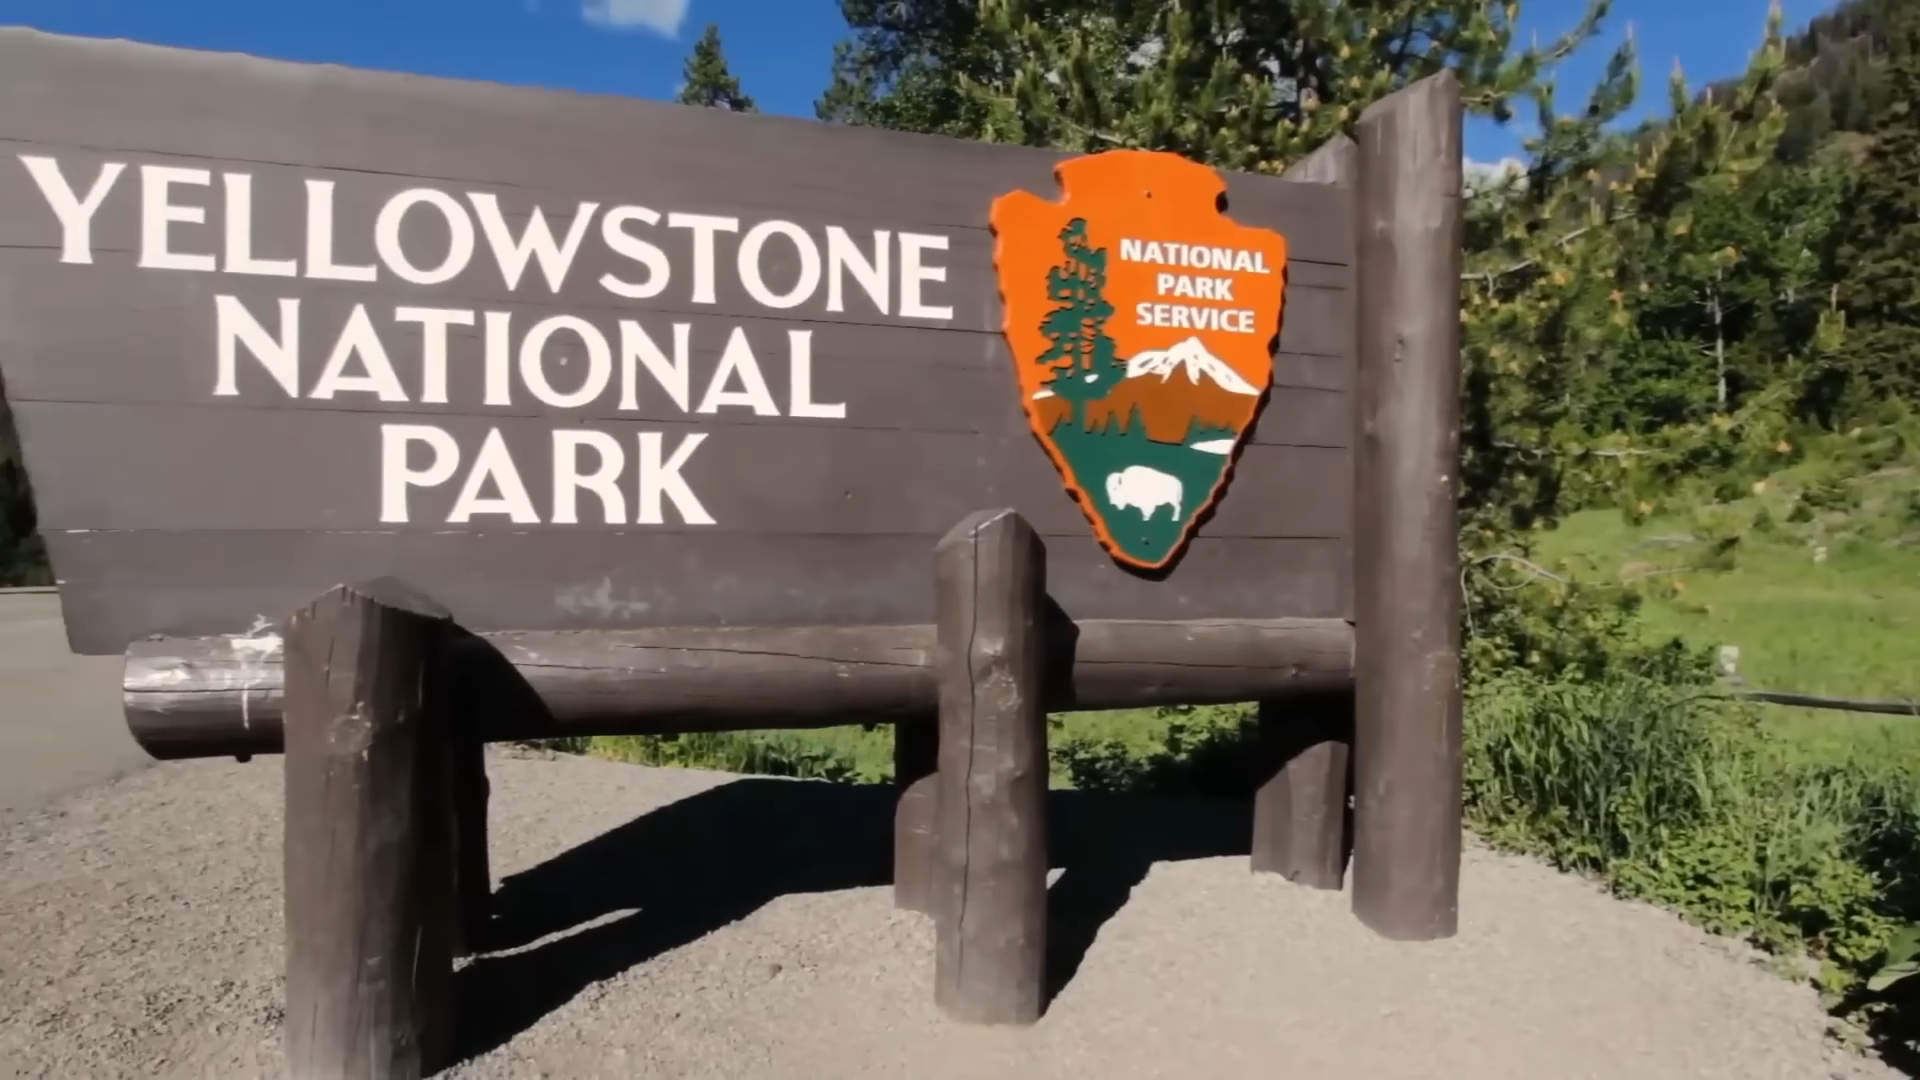 YELLOWSTONE
NATIONAL
PARK
NATIONAL
PARK
SERVICE